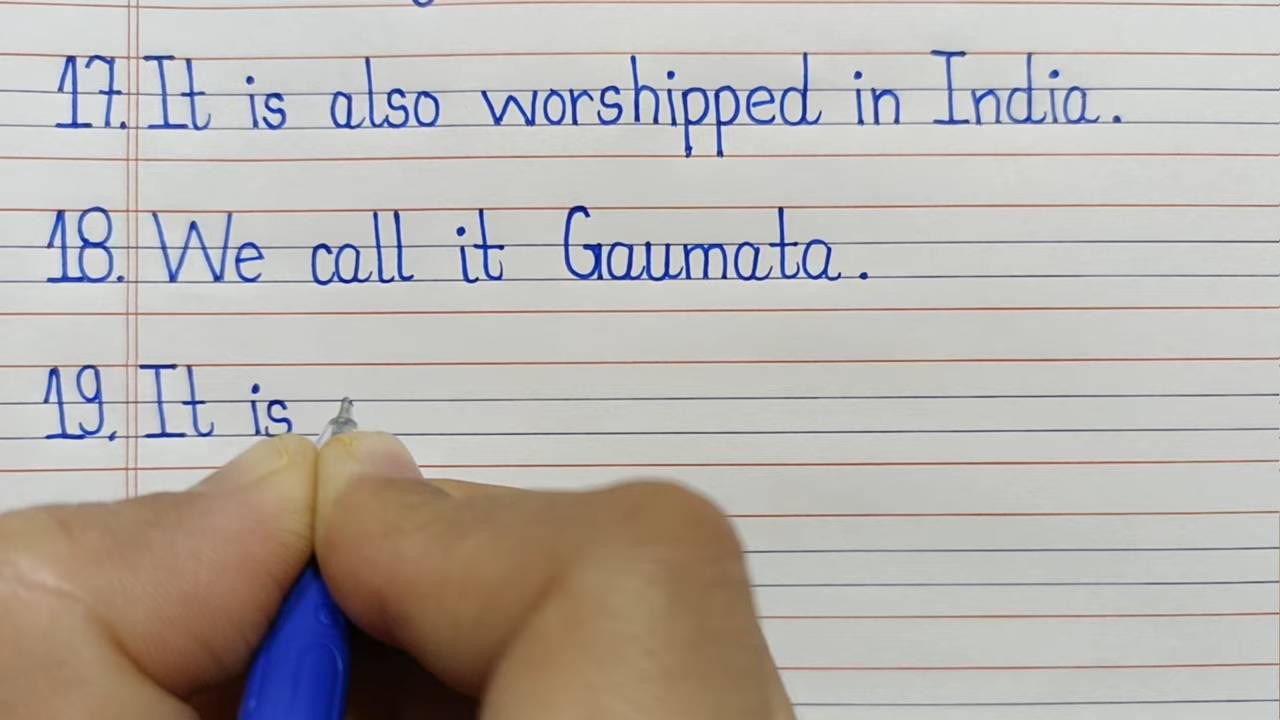 17. It is also worshipped in India.
18. We call it Gaumata.
19. It is